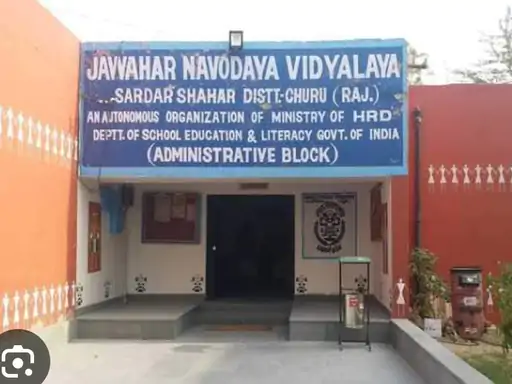 JAWAHAR NAVODAYA VIDYALAYA
SARDAR SHAHAR DISTT-CHURU (RAJ.)
AN AUTONOMOUS ORGANIZATION OF MINISTRY OF HRD
DEPTT. OF SCHOOL EDUCATION & LITERACY GOVT. OF INDIA
(ADMINISTRATIVE BLOCK)